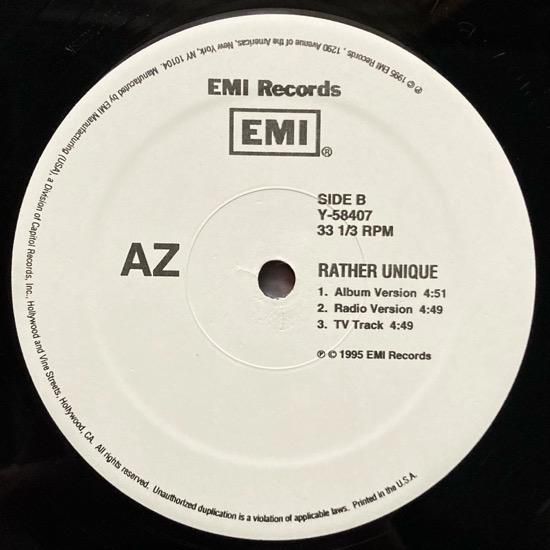 EMI Records
EMI ®
SIDE B
Y-58407
33 1/3 RPM
AZ
RATHER UNIQUE
1. Album Version 4:51
2. Radio Version 4:49
3. TV Track 4:49
℗ © 1995 EMI Records
℗ © 1995 EMI Records, 1290 Avenue of the Americas, New York, NY 10104. Manufacuted by EMI Manufacturing (USA), a Division of Capitol Records, Inc., Hollywood and Vine Streets, Hollywood, CA. All rights reserved. Unauthorized duplication is a violation of applicable laws. Printed in the U.S.A.